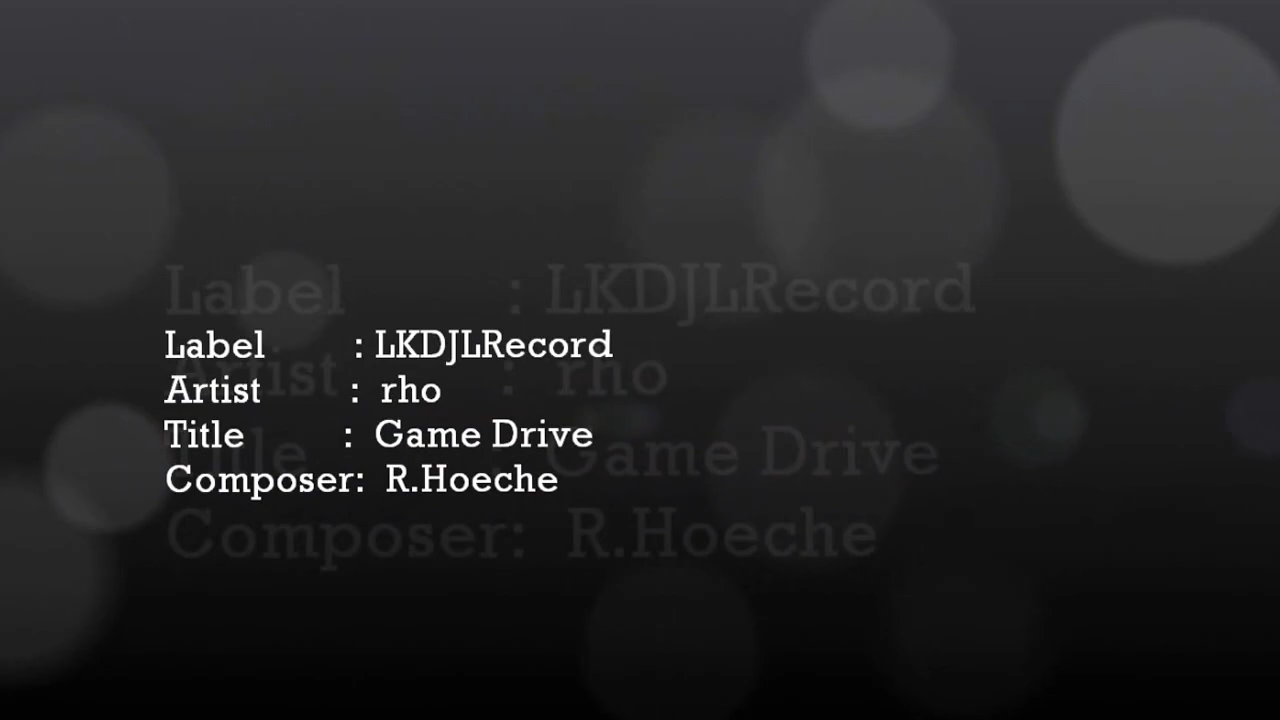 Label : LKDJLRecord
Artist : rho
Title : Game Drive
Composer: R.Hoeche